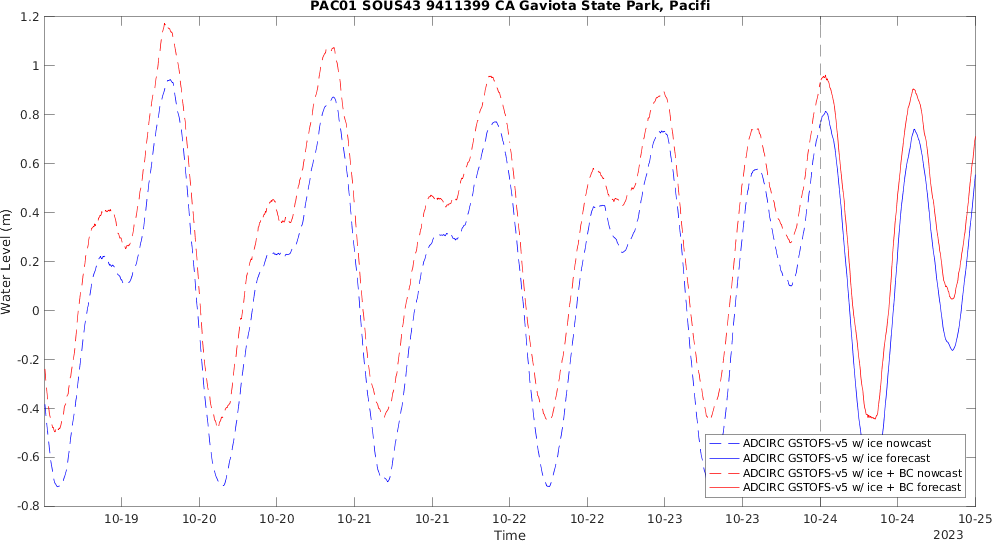 PAC01 SOUS43 9411399 CA Gaviota State Park, Pacifi
1.2
1
0.8
0.6
0.4
0.2
0
-0.2
-0.4
-0.6
-0.8
Water Level (m)
ADCIRC GSTOFS-v5 w/ ice nowcast
ADCIRC GSTOFS-v5 w/ ice forecast
ADCIRC GSTOFS-v5 w/ ice + BC nowcast
ADCIRC GSTOFS-v5 w/ ice + BC forecast
10-19 10-20 10-20 10-21 10-21 10-22 10-22 10-23 10-23 10-24 10-24 10-25
Time
2023